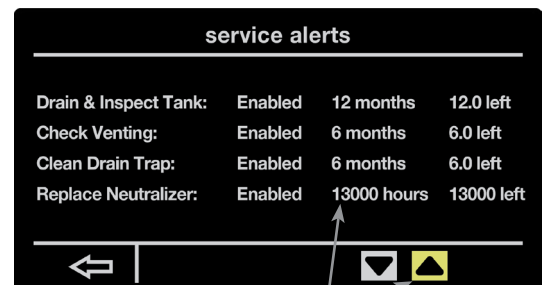 service alerts
Drain & Inspect Tank: Enabled 12 months 12.0 left
Check Venting: Enabled 6 months 6.0 left
Clean Drain Trap: Enabled 6 months 6.0 left
Replace Neutralizer: Enabled 13000 hours 13000 left